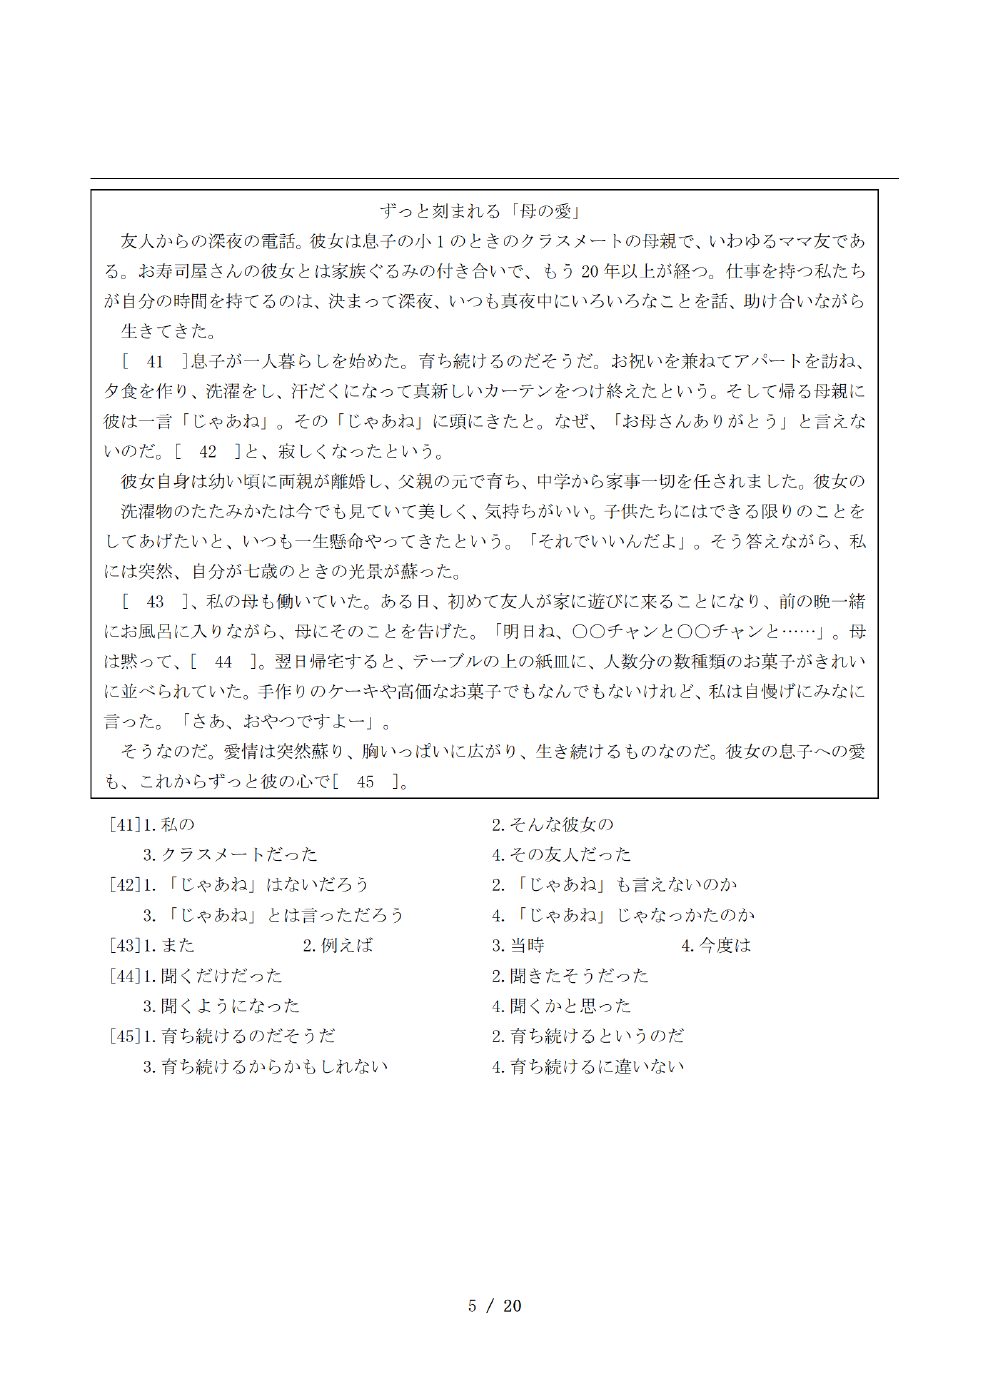 ずっと刻まれる「母の愛」
友人からの深夜の電話。彼女は息子の小1のときのクラスメートの母親で、いわゆるママ友であ
る。お寿司屋さんの彼女とは家族ぐるみの付き合いで、もう20年以上が経つ。仕事を持つ私たち
が自分の時間を持てるのは、決まって深夜、いつも真夜中にいろいろなことを話、助け合いながら
生きてきた。
[ 41 ]息子が一人暮らしを始めた。育ち続けるのだそうだ。お祝いを兼ねてアパートを訪ね、
夕食を作り、洗濯をし、汗だくになって真新しいカーテンをつけ終えたという。そして帰る母親に
彼は一言「じゃあね」。その「じゃあね」に頭にきたと。なぜ、「お母さんありがとう」と言えな
いのだ。[ 42 ]と、寂しくなったという。
彼女自身は幼い頃に両親が離婚し、父親の元で育ち、中学から家事一切を任されました。彼女の
洗濯物のたたみかたは今でも見ていて美しく、気持ちがいい。子供たちにはできる限りのことを
してあげたいと、いつも一生懸命やってきたという。「それでいいんだよ」。そう答えながら、私
には突然、自分が七歳のときの光景が蘇った。
[ 43 ]、私の母も働いていた。ある日、初めて友人が家に遊びに来ることになり、前の晩一緒
にお風呂に入りながら、母にそのことを告げた。「明日ね、〇〇チャンと〇〇チャンと……」。母
は黙って、[ 44 ]。翌日帰宅すると、テーブルの上の紙皿に、人数分の数種類のお菓子がきれい
に並べられていた。手作りのケーキや高価なお菓子でもなんでもないけれど、私は自慢げにみなに
言った。「さあ、おやつですよー」。
そうなのだ。愛情は突然蘇り、胸いっぱいに広がり、生き続けるものなのだ。彼女の息子への愛
も、これからずっと彼の心で[ 45 ]。
[41]1.私の 2.そんな彼女の
3.クラスメートだった 4.その友人だった
[42]1.「じゃあね」はないだろう 2.「じゃあね」も言えないのか
3.「じゃあね」とは言っただろう 4.「じゃあね」じゃなっかたのか
[43]1.また 2.例えば 3.当時 4.今度は
[44]1.聞くだけだった 2.聞きたそうだった
3.聞くようになった 4.聞くかと思った
[45]1.育ち続けるのだそうだ 2.育ち続けるというのだ
3.育ち続けるからかもしれない 4.育ち続けるに違いない
5 / 20